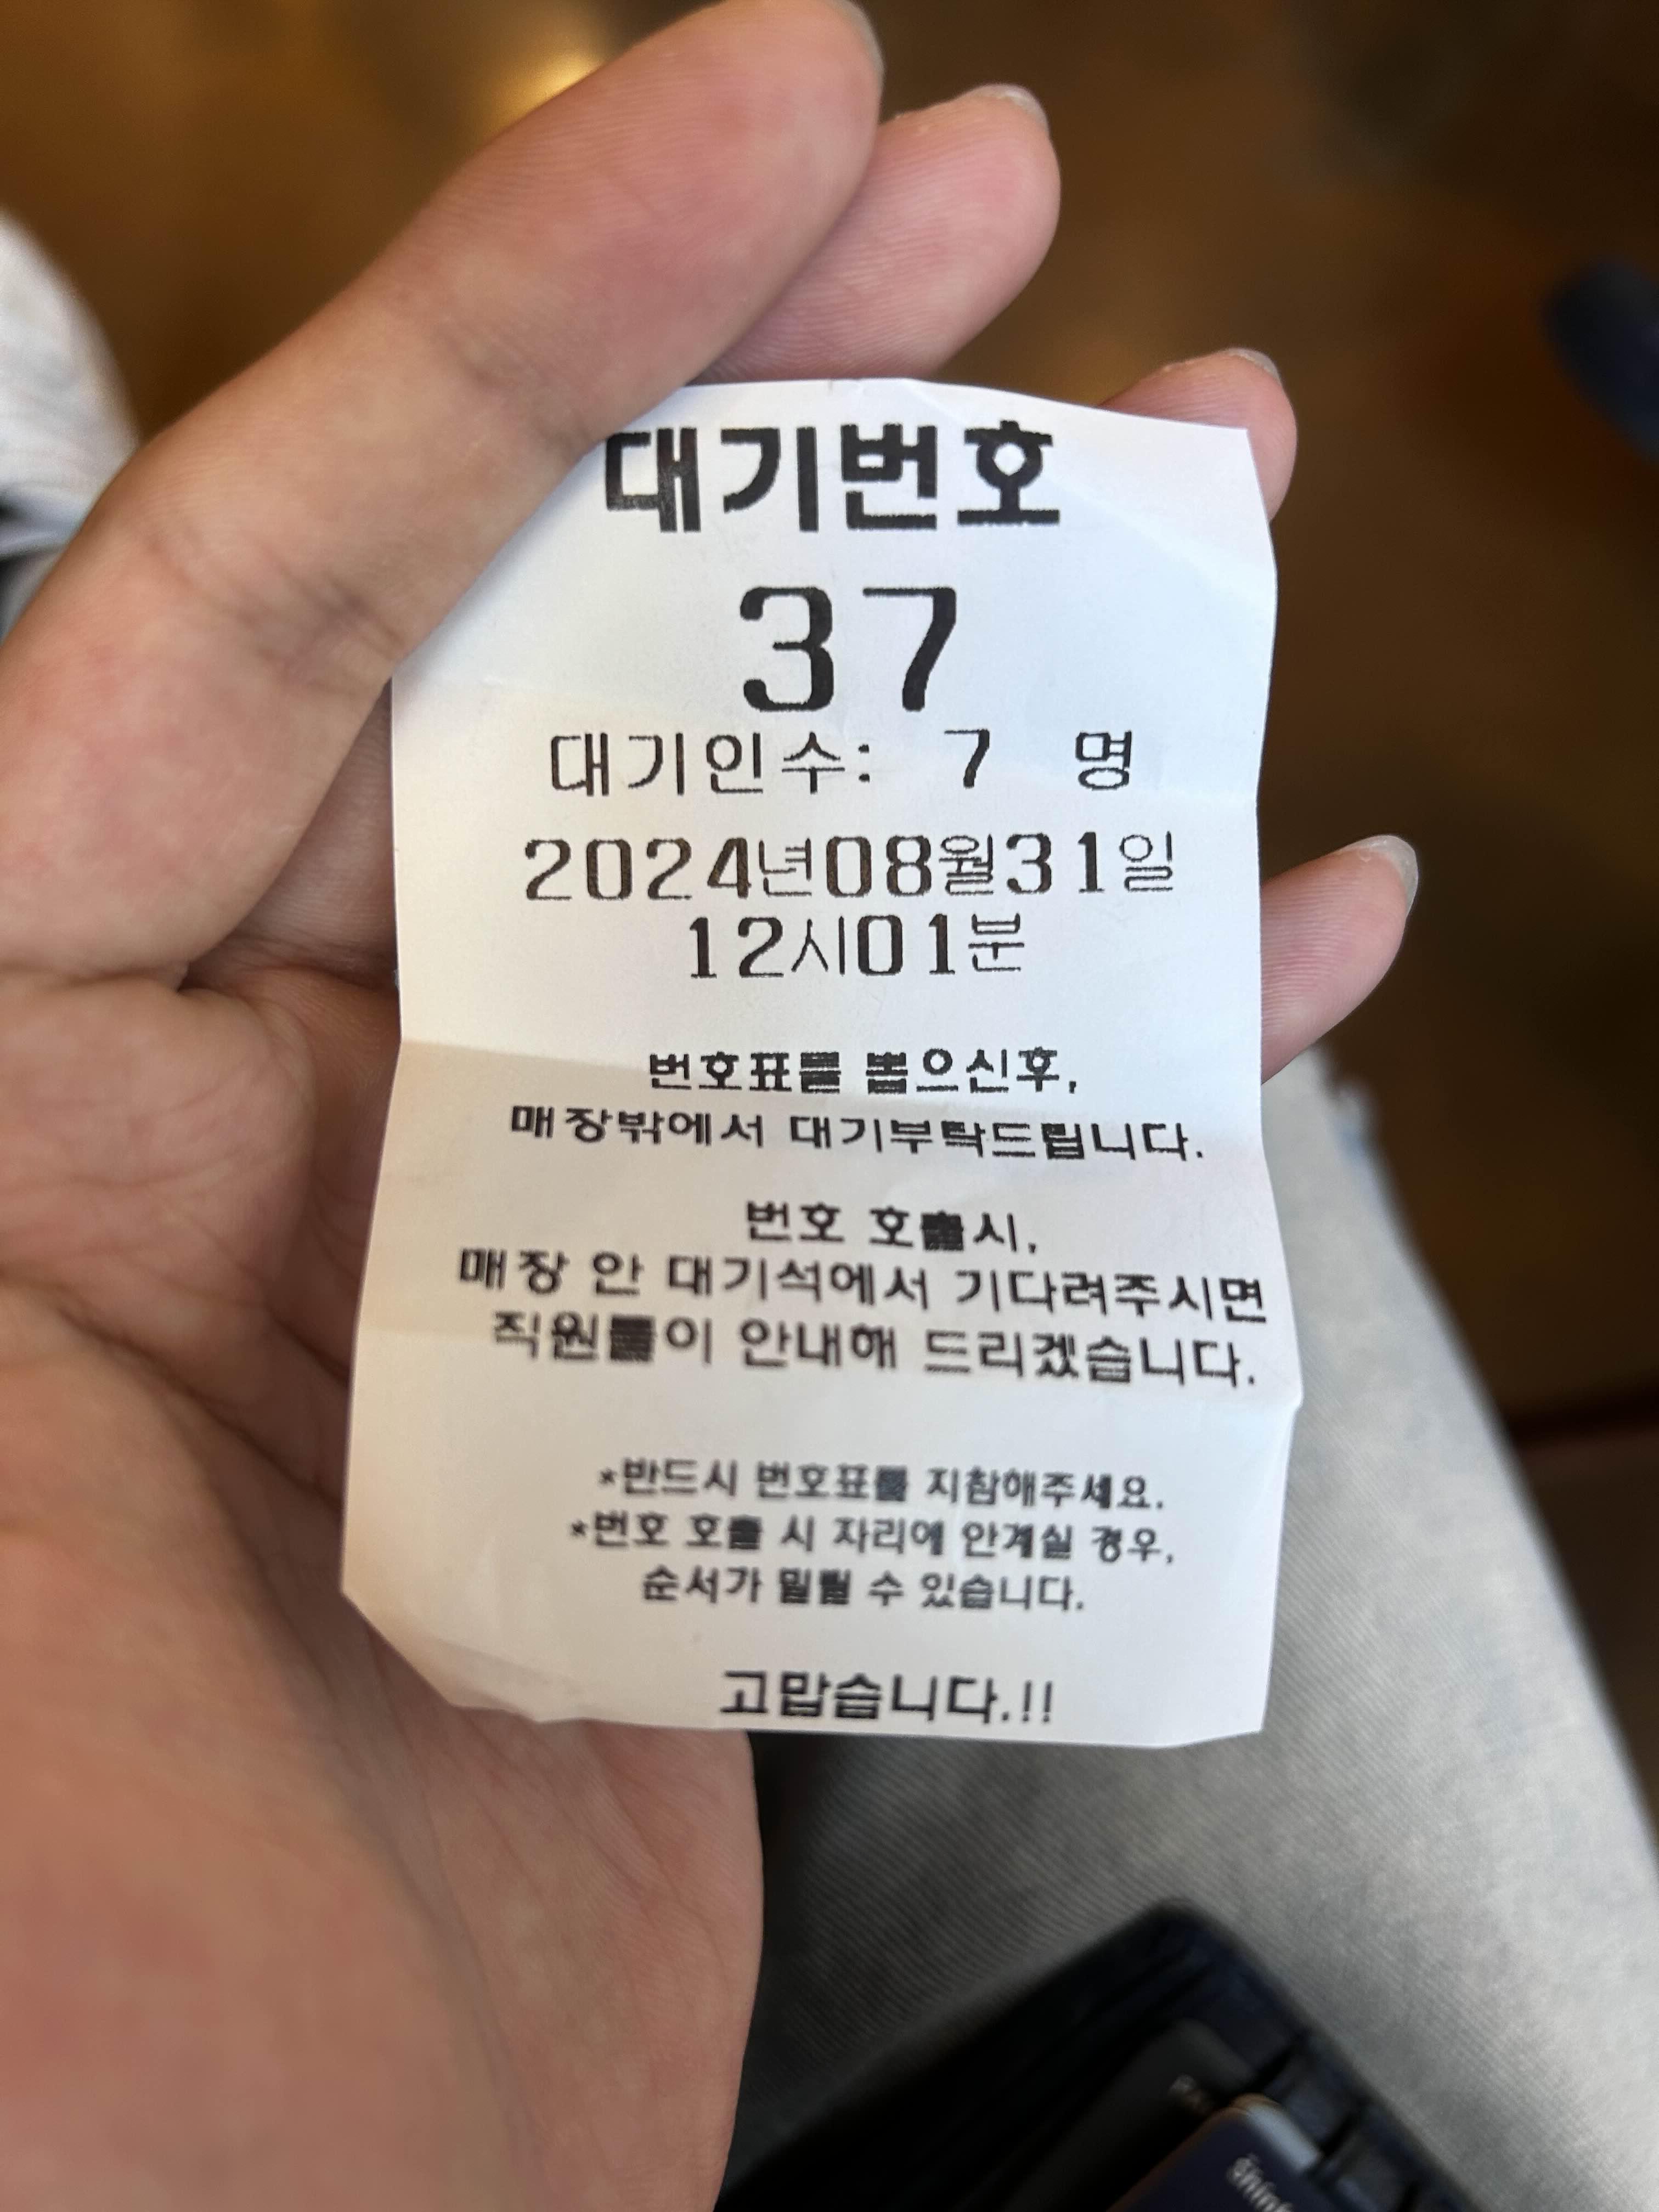 대기번호
37
대기인수: 7 명
2024년08월31일
12시01분
번호표를 뽑으신후,
매장밖에서 대기부탁드립니다.
번호 호출시,
매장 안 대기석에서 기다려주시면
직원들이 안내해 드리겠습니다.
*반드시 번호표를 지참해주세요.
*번호 호출 시 자리에 안계실 경우,
순서가 밀릴 수 있습니다.
고맙습니다.!!